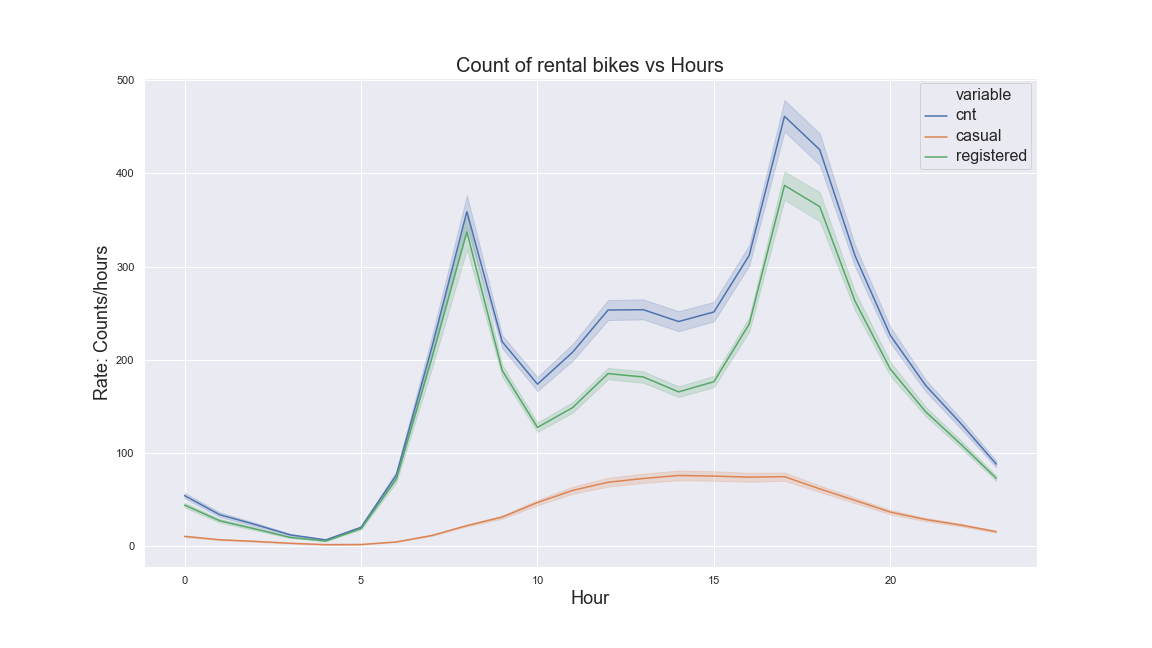 Count of rental bikes vs Hours
variable
cnt
casual
registered
Rate: Counts/hours
500
400
300
200
100
0
0 5 10 15 20
Hour